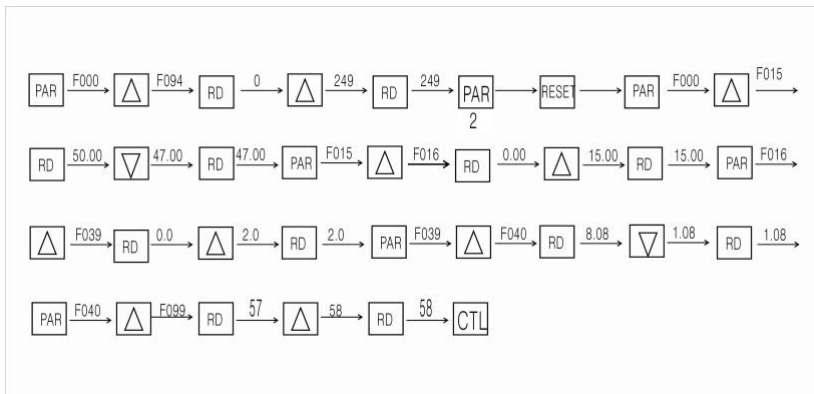 PAR F000 F094 RD 0 249 RD 249 PAR RESET PAR F000 F015
2
RD 50.00 47.00 RD 47.00 PAR F015 F016 RD 0.00 15.00 RD 15.00 PAR F016
F039 RD 0.0 2.0 RD 2.0 PAR F039 F040 RD 8.08 1.08 RD 1.08
PAR F040 F099 RD 57 58 RD 58 CTL